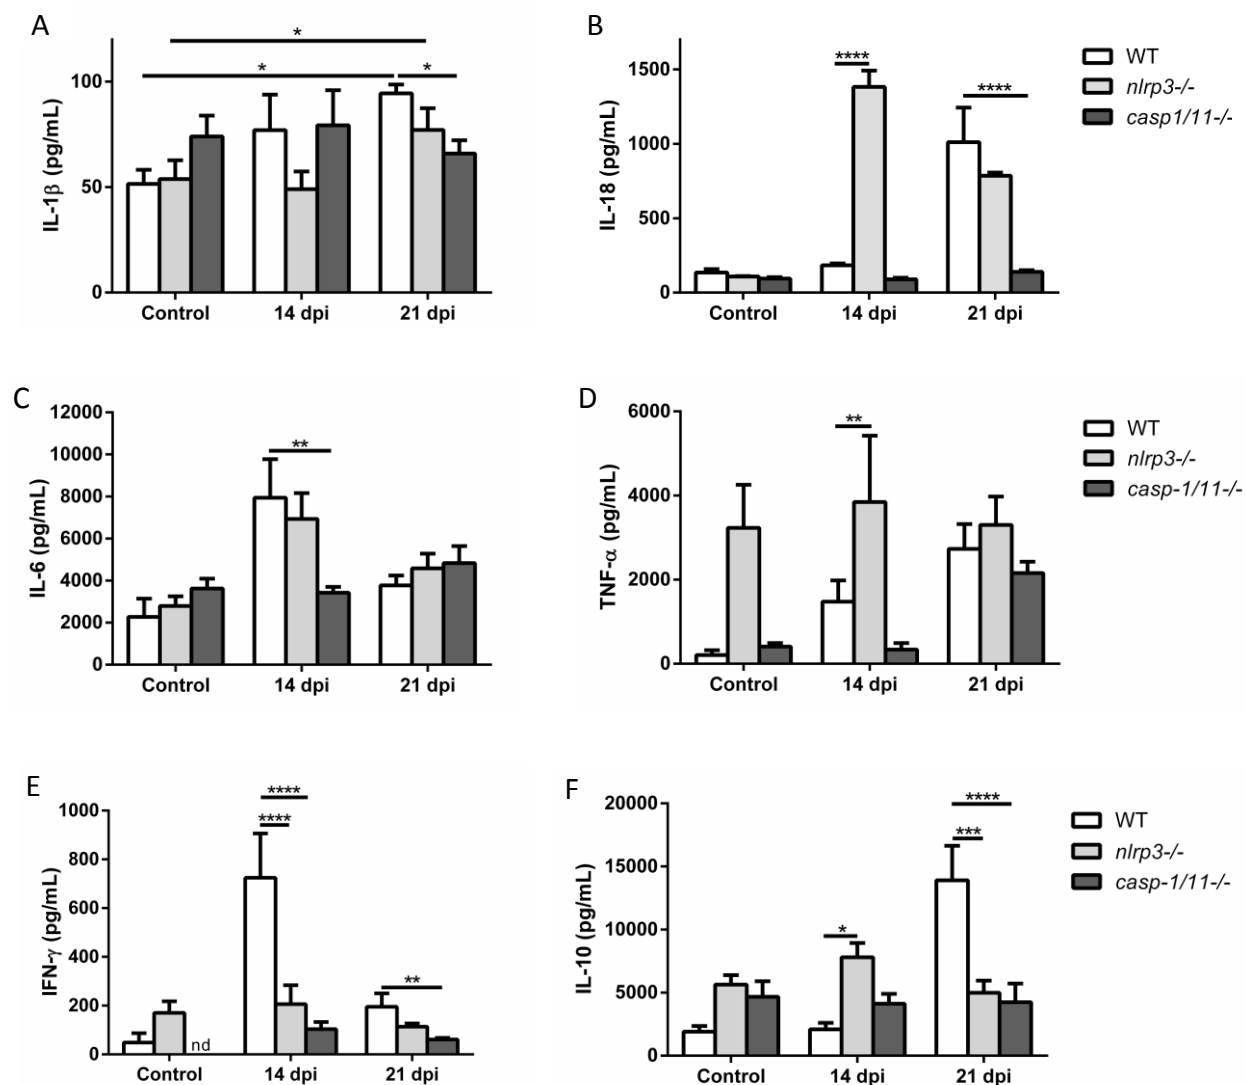 A
IL-1β (pg/mL)
100
50
0
*
*
*
Control 14 dpi 21 dpi
B
IL-18 (pg/mL)
1500
1000
500
0
****
****
Control 14 dpi 21 dpi
WT
nlrp3-/-
casp1/11-/-
C
IL-6 (pg/mL)
12000
10000
8000
6000
4000
2000
0
**
Control 14 dpi 21 dpi
D
TNF-α (pg/mL)
6000
4000
2000
0
**
Control 14 dpi 21 dpi
WT
nlrp3-/-
casp-1/11-/-
E
IFN-γ (pg/mL)
1000
800
600
400
200
0
****
****
**
nd
Control 14 dpi 21 dpi
F
IL-10 (pg/mL)
20000
15000
10000
5000
0
*
****
***
Control 14 dpi 21 dpi
WT
nlrp3-/-
casp-1/11-/-